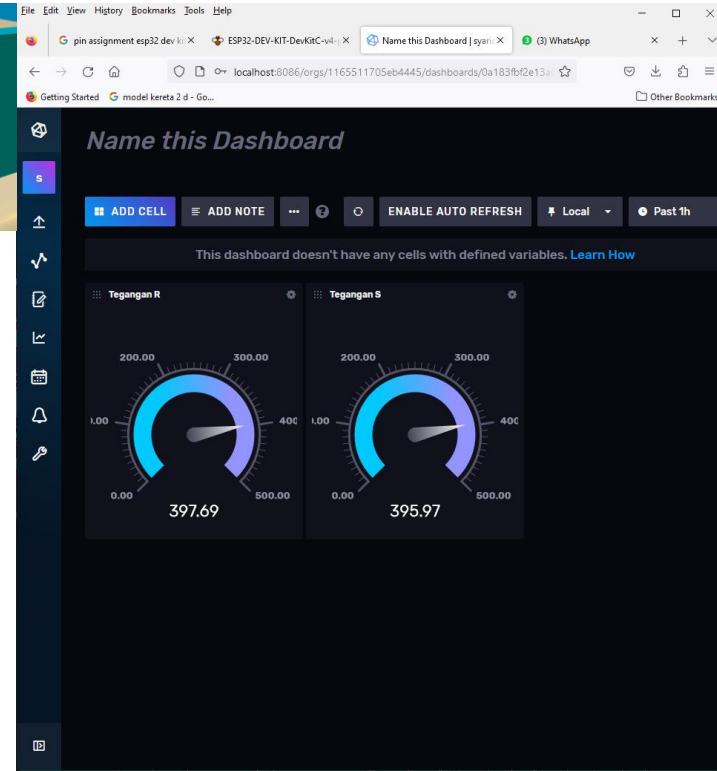 File Edit View History Bookmarks Tools Help
pin assignment esp32 dev ki
ESP32-DEV-KIT-DevKitC-v4-
Name this Dashboard | syari
(3) WhatsApp
localhost:8086/orgs/1165511705eb4445/dashboards/0a183fbf2e13a
Getting Started
model kereta 2 d - Go...
Other Bookmarks
Name this Dashboard
S
ADD CELL
ADD NOTE
ENABLE AUTO REFRESH
Local
Past 1h
This dashboard doesn't have any cells with defined variables. Learn How
Tegangan R
Tegangan S
200.00 300.00
200.00 300.00
.00 400
.00 400
0.00 500.00
0.00 500.00
397.69
395.97